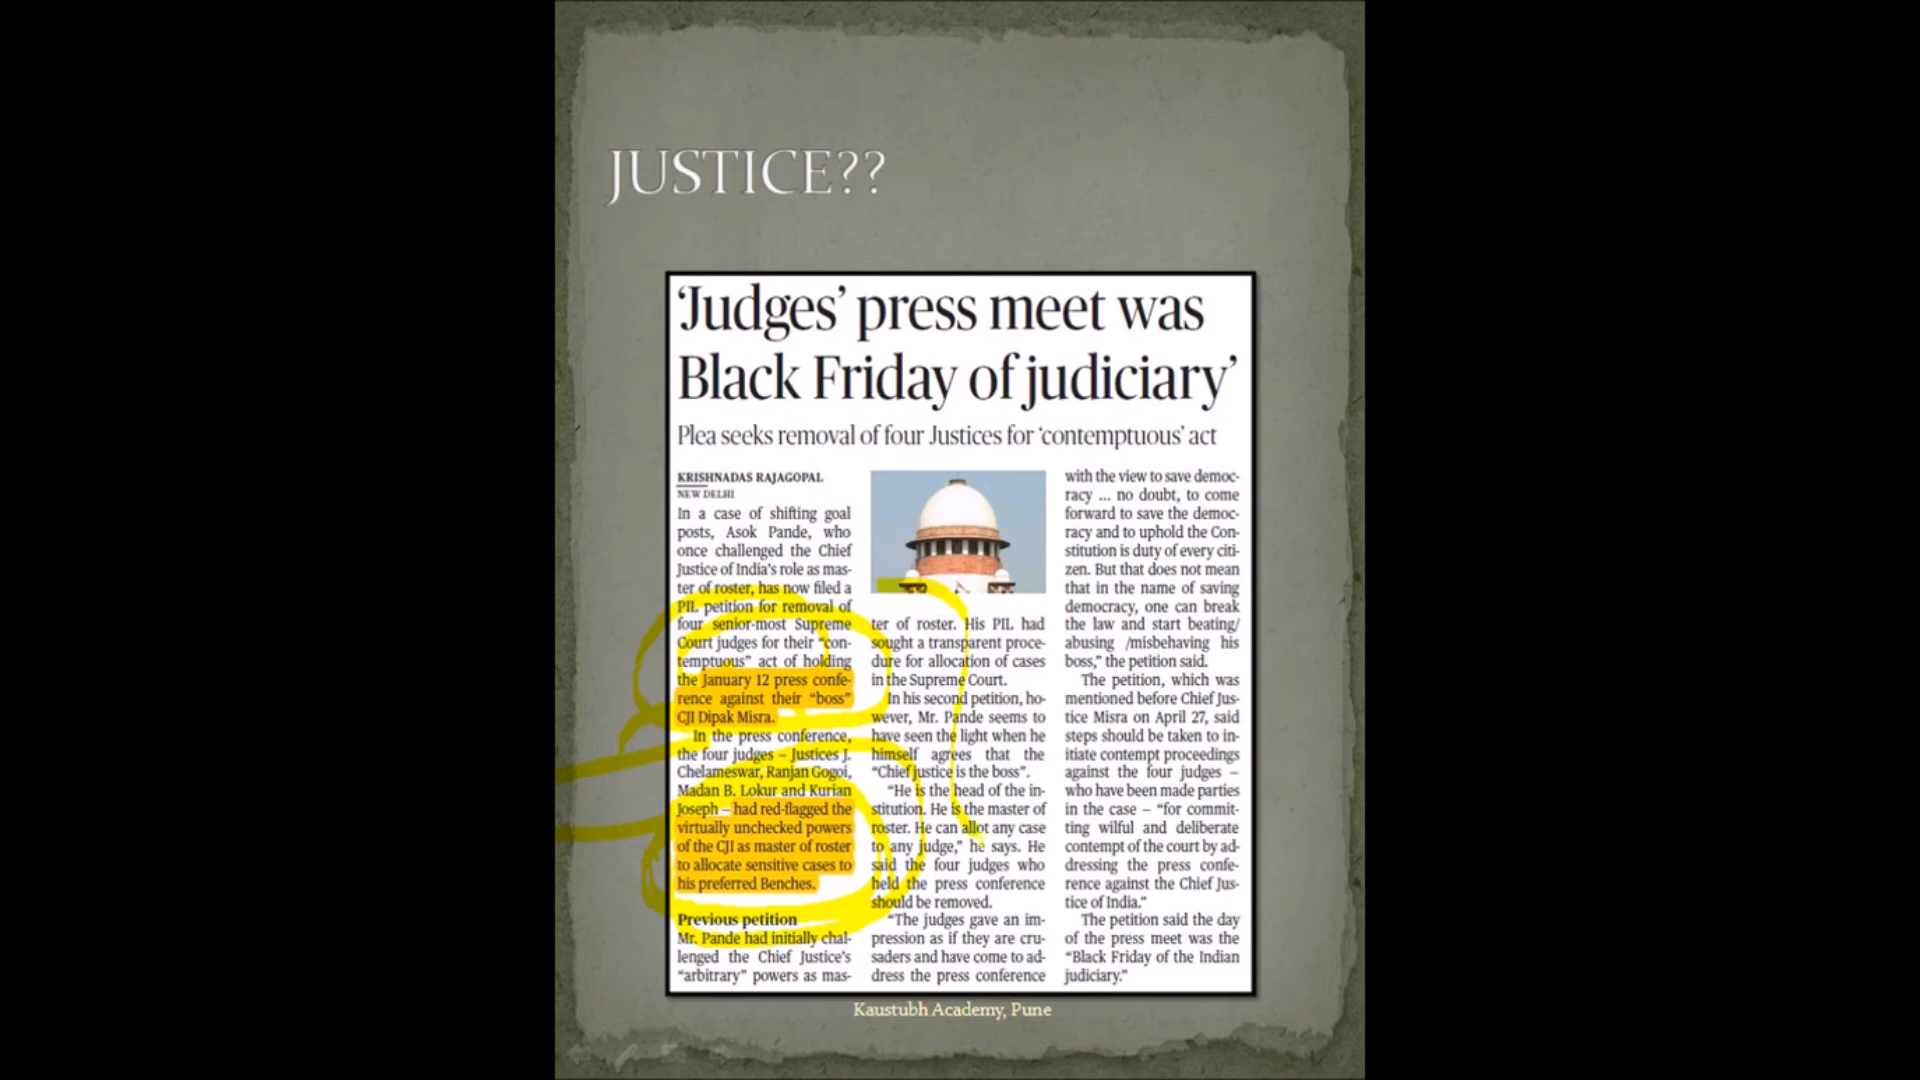 JUSTICE??
‘Judges’ press meet was
Black Friday of judiciary’
Plea seeks removal of four Justices for ‘contemptuous’ act
KRISHNADAS RAJAGOPAL
NEW DELHI
In a case of shifting goal
posts, Asok Pande, who
once challenged the Chief
Justice of India’s role as mas-
ter of roster, has now filed a
PIL petition for removal of
four senior-most Supreme
Court judges for their “con-
temptuous” act of holding
the January 12 press confe-
rence against their “boss”
CJI Dipak Misra.
In the press conference,
the four judges – Justices J.
Chelameswar, Ranjan Gogoi,
Madan B. Lokur and Kurian
Joseph – had red-flagged the
virtually unchecked powers
of the CJI as master of roster
to allocate sensitive cases to
his preferred Benches.
Previous petition
Mr. Pande had initially chal-
lenged the Chief Justice’s
“arbitrary” powers as mas-
ter of roster. His PIL had
sought a transparent proce-
dure for allocation of cases
in the Supreme Court.
In his second petition, ho-
wever, Mr. Pande seems to
have seen the light when he
himself agrees that the
“Chief justice is the boss”.
“He is the head of the in-
stitution. He is the master of
roster. He can allot any case
to any judge,” he says. He
said the four judges who
held the press conference
should be removed.
“The judges gave an im-
pression as if they are cru-
saders and have come to ad-
dress the press conference
with the view to save democ-
racy ... no doubt, to come
forward to save the democ-
racy and to uphold the Con-
stitution is duty of every citi-
zen. But that does not mean
that in the name of saving
democracy, one can break
the law and start beating/
abusing /misbehaving his
boss,” the petition said.
The petition, which was
mentioned before Chief Jus-
tice Misra on April 27, said
steps should be taken to in-
itiate contempt proceedings
against the four judges –
who have been made parties
in the case – “for commit-
ting wilful and deliberate
contempt of the court by ad-
dressing the press confe-
rence against the Chief Jus-
tice of India.”
The petition said the day
of the press meet was the
“Black Friday of the Indian
judiciary.”
Kaustubh Academy, Pune